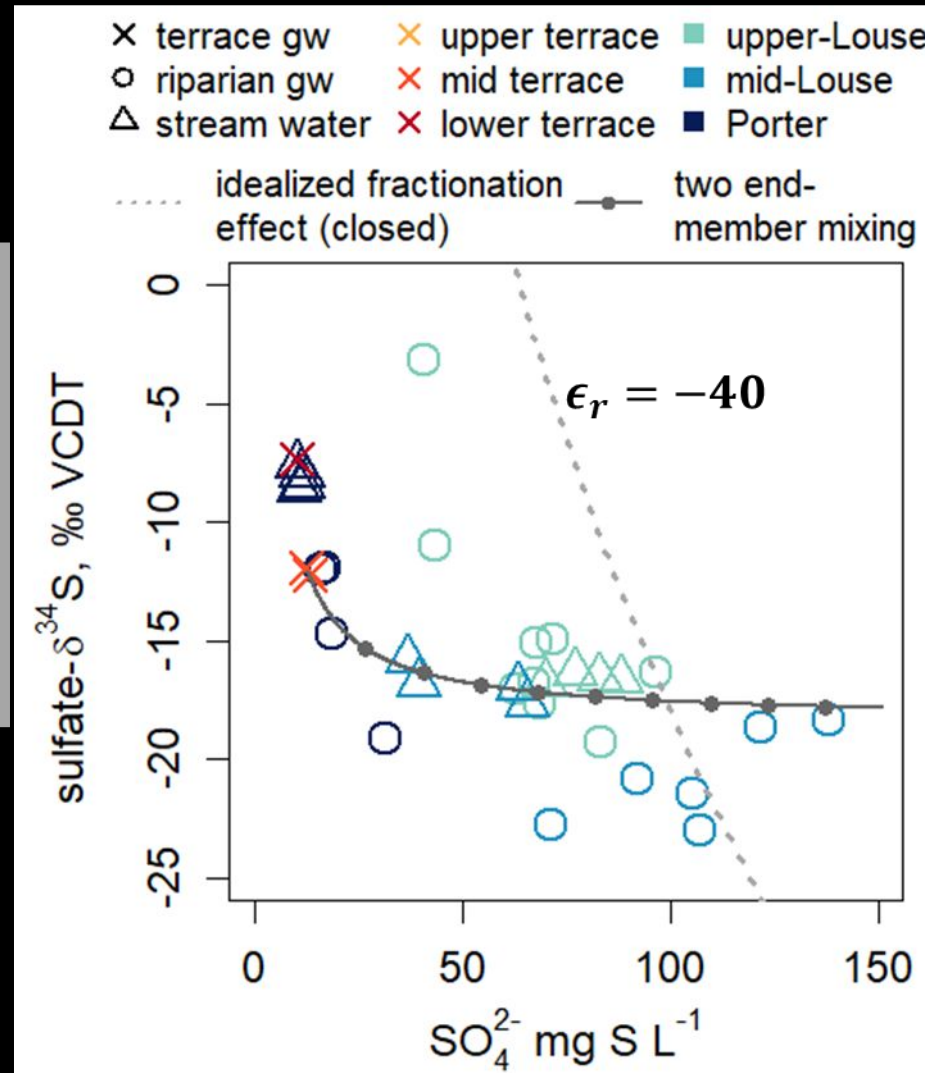 terrace gw upper terrace upper-Louse
riparian gw mid terrace mid-Louse
stream water lower terrace Porter
idealized fractionation two end-
effect (closed) member mixing
0
-5
-10
-15
-20
-25
sulfate-δ³⁴S, ‰ VCDT
ϵᵣ = −40
0 50 100 150
SO₄²⁻ mg S L⁻¹